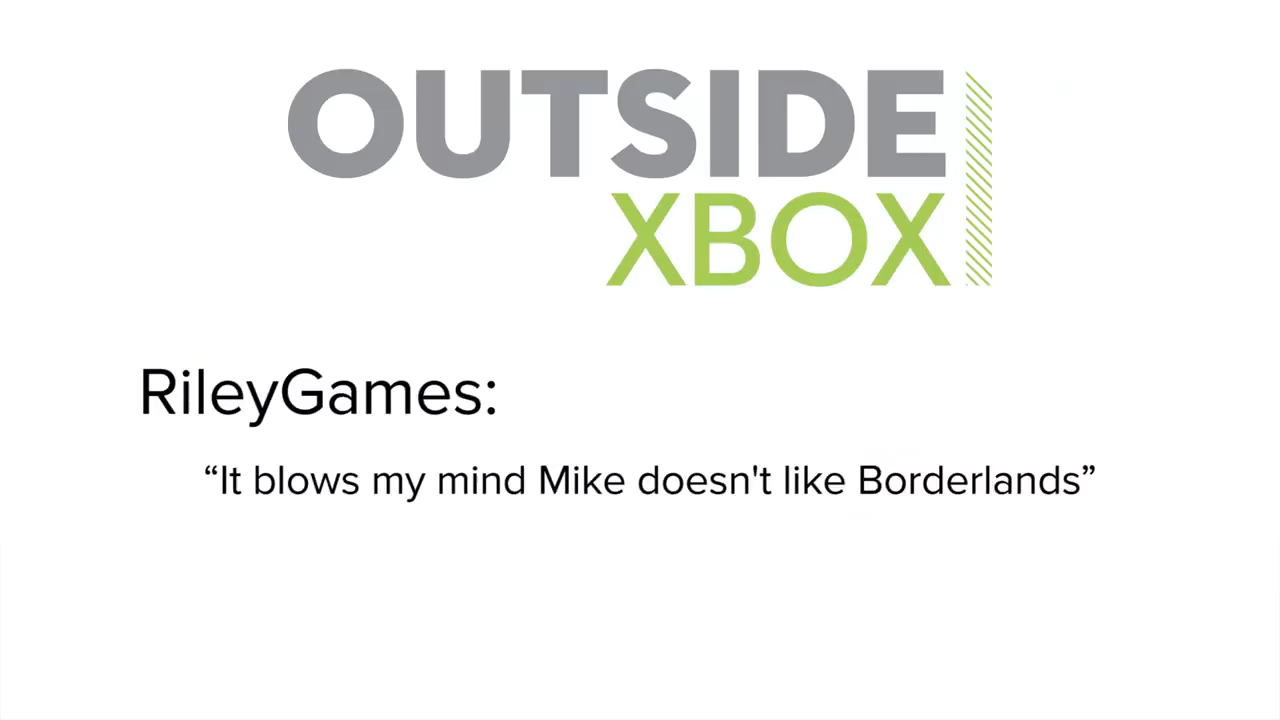 OUTSIDE
XBOX
RileyGames:
“It blows my mind Mike doesn't like Borderlands”